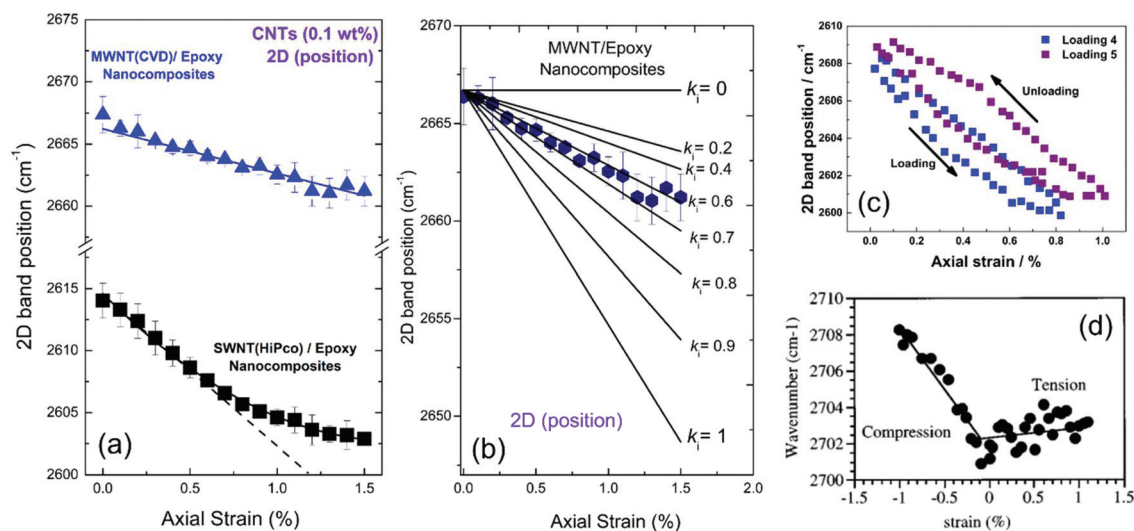 2675
2670
2665
2660
2615
2610
2605
2600
2D band position (cm⁻¹)
CNTs (0.1 wt%)
2D (position)
MWNT(CVD)/ Epoxy
Nanocomposites
SWNT(HiPco) / Epoxy
Nanocomposites
(a)
0.0 0.5 1.0 1.5
Axial Strain (%)
2670
2665
2660
2655
2650
2D band position (cm⁻¹)
MWNT/Epoxy
Nanocomposites
kᵢ= 0
kᵢ= 0.2
kᵢ= 0.4
kᵢ= 0.6
kᵢ= 0.7
kᵢ= 0.8
kᵢ= 0.9
kᵢ= 1
2D (position)
(b)
0.0 0.5 1.0 1.5 2.0
Axial Strain (%)
2610
2608
2606
2604
2602
2600
2D band position / cm⁻¹
Loading 4
Loading 5
Unloading
Loading
(c)
0.0 0.2 0.4 0.6 0.8 1.0
Axial strain / %
2710
2708
2706
2704
2702
2700
Wavenumber (cm-1)
(d)
Tension
Compression
-1.5 -1 -0.5 0 0.5 1 1.5
strain (%)